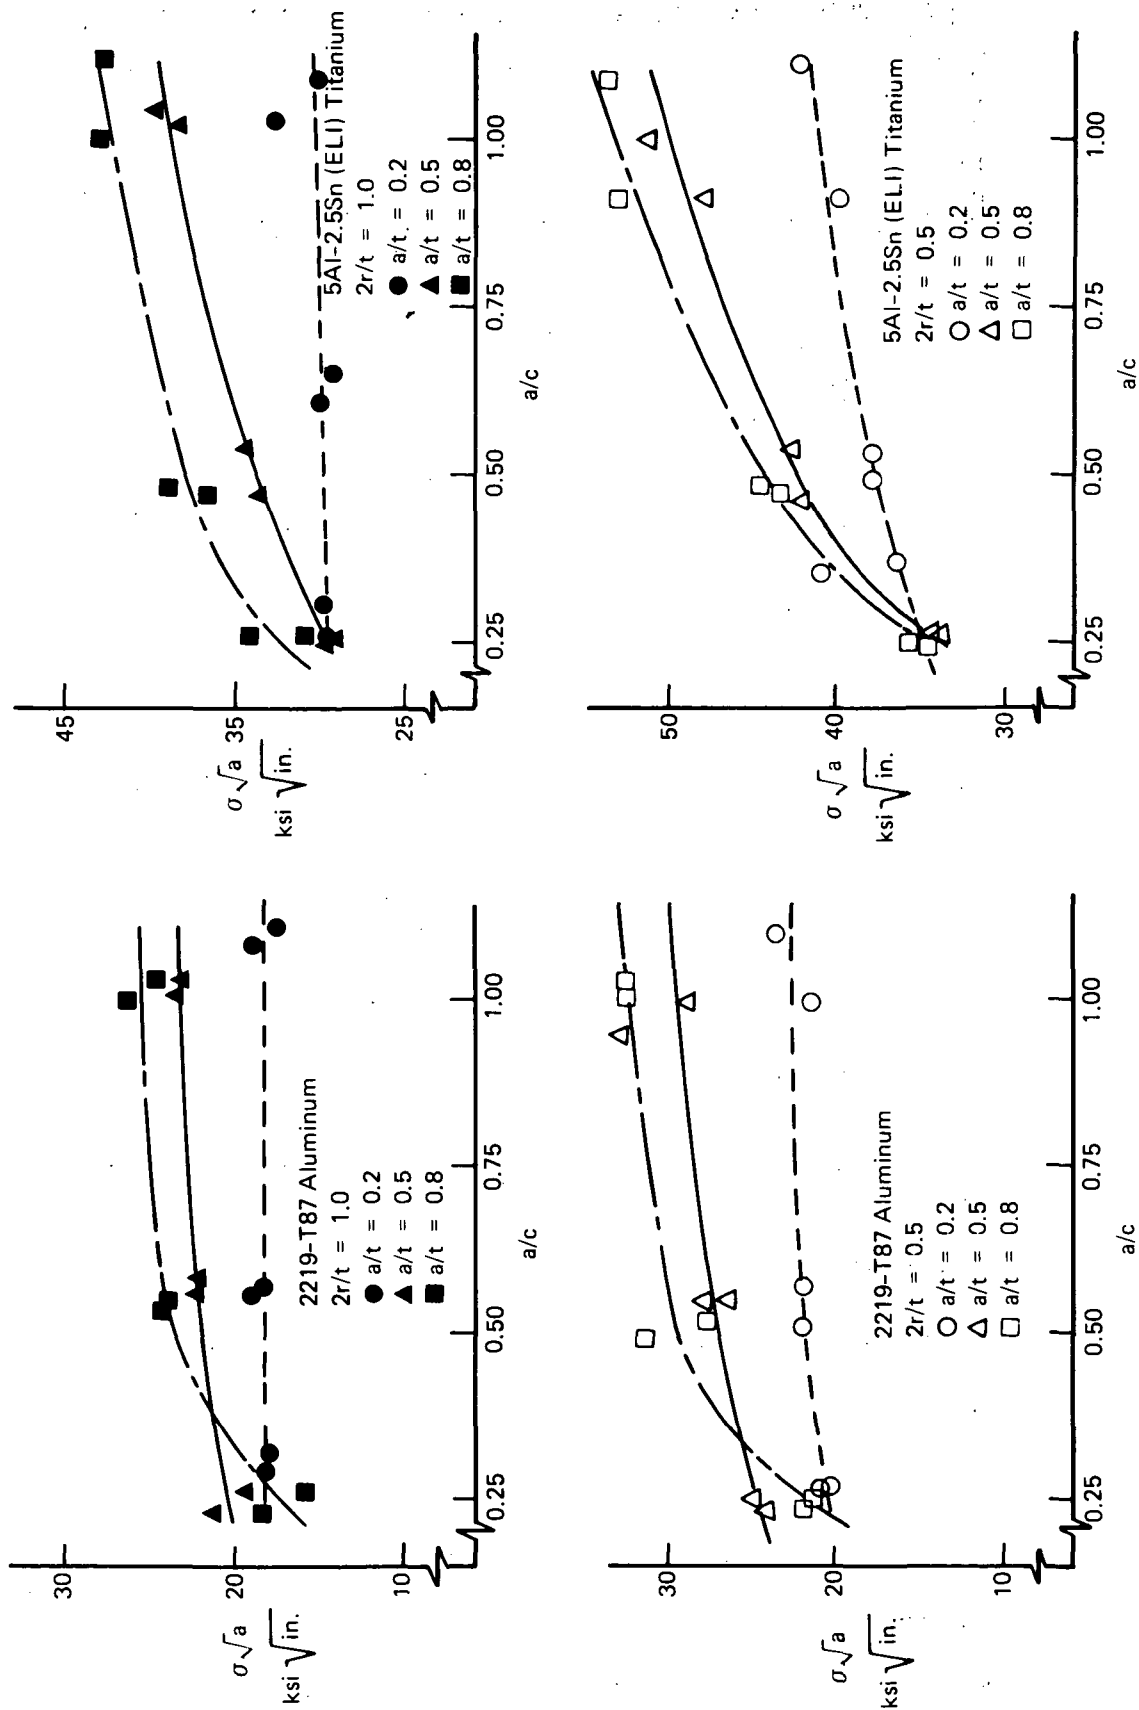 30
20
10
σ √a
ksi √in.
2219-T87 Aluminum
2r/t = 1.0
a/t = 0.2
a/t = 0.5
a/t = 0.8
0.25
0.50
0.75
1.00
a/c
45
35
25
σ √a
ksi √in.
5Al-2.5Sn (ELI) Titanium
2r/t = 1.0
a/t. = 0.2
a/t = 0.5
a/t = 0.8
0.25
0.50
0.75
1.00
a/c
30
20
10
σ √a
ksi √in.
2219-T87 Aluminum
2r/t = 0.5
a/t = 0.2
a/t = 0.5
a/t = 0.8
0.25
0.50
0.75
1.00
a/c
50
40
30
σ √a
ksi √in.
5Al-2.5Sn (ELI) Titanium
2r/t = 0.5
a/t = 0.2
a/t = 0.5
a/t = 0.8
0.25
0.50
0.75
1.00
a/c